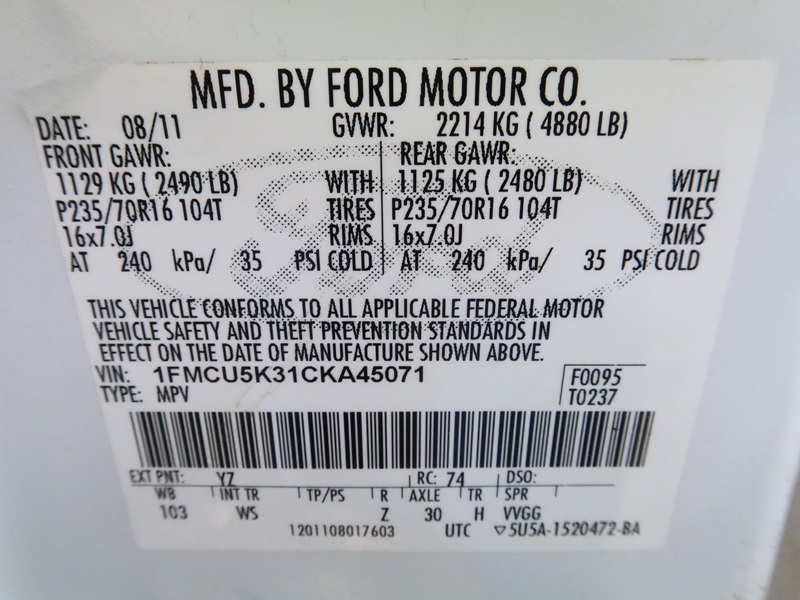 MFD. BY FORD MOTOR CO.
DATE: 08/11 GVWR: 2214 KG ( 4880 LB)
FRONT GAWR: REAR GAWR:
1129 KG ( 2490 LB) WITH 1125 KG ( 2480 LB) WITH
P235/70R16 104T TIRES P235/70R16 104T TIRES
16x7.0J RIMS 16x7.0J RIMS
AT 240 kPa/ 35 PSI COLD AT 240 kPa/ 35 PSI COLD
THIS VEHICLE CONFORMS TO ALL APPLICABLE FEDERAL MOTOR
VEHICLE SAFETY AND THEFT PREVENTION STANDARDS IN
EFFECT ON THE DATE OF MANUFACTURE SHOWN ABOVE.
VIN: 1FMCU5K31CKA45071 F0095
TYPE: MPV T0237
EXT PNT: YZ RC: 74 DSO:
WB INT TR TP/PS R AXLE TR SPR
103 WS Z 30 H VVGG
1201108017603 UTC ▽5U5A-1520472-BA